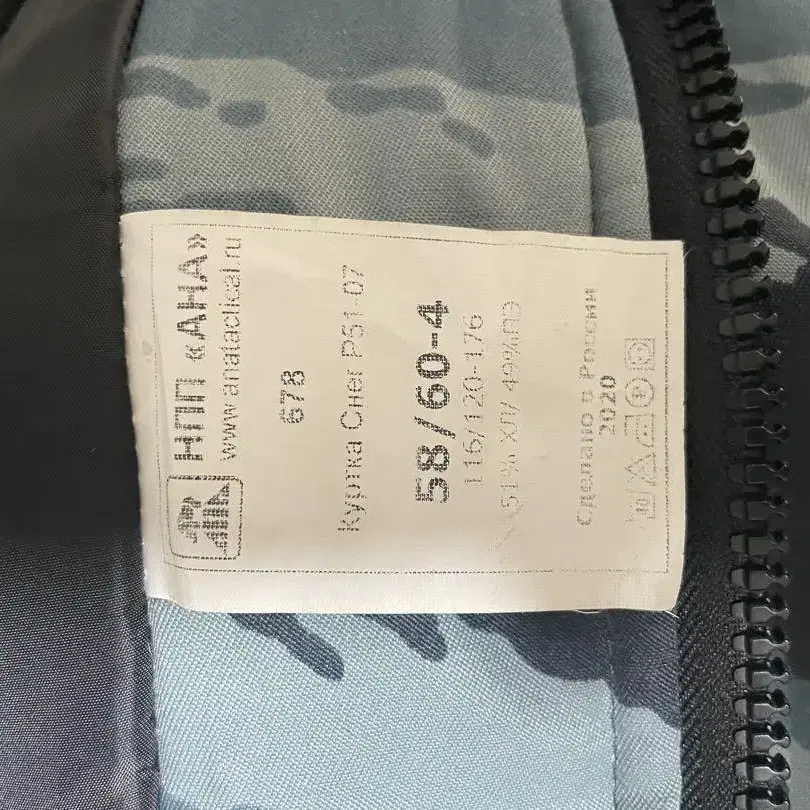 НПП «АНА»
www.anatactical.ru
678
Куртка Снег Р51-07
58/60-4
116/120-176
51% ХЛ/ 49%ПЭ
Сделано в России
2020